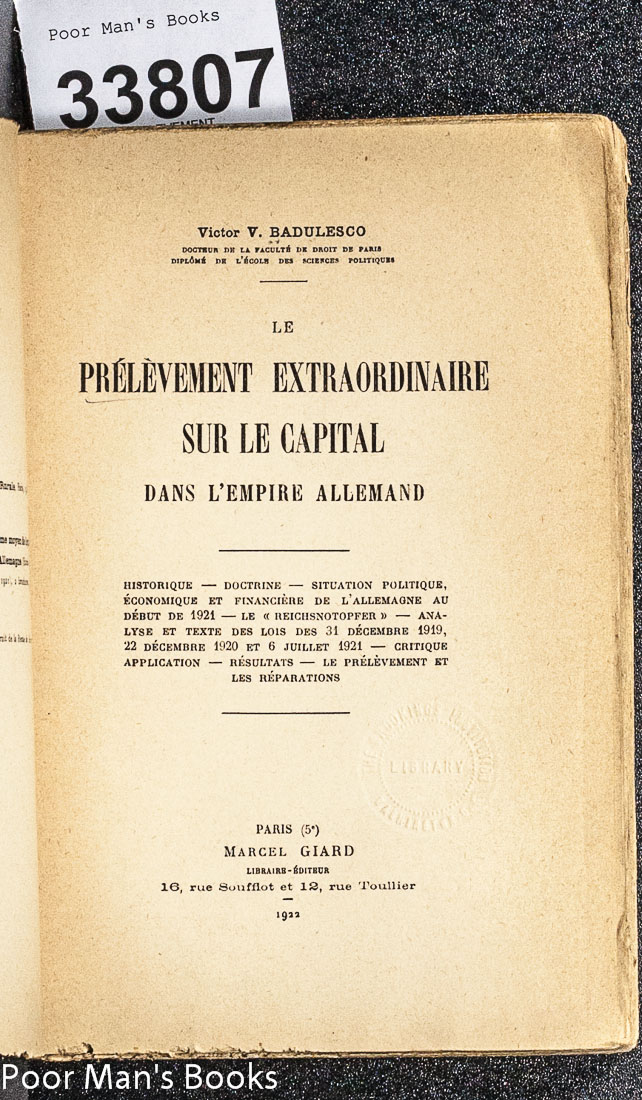 Poor Man's Books
33807
Victor V. BADULESCO
DOCTEUR DE LA FACULTÉ DE DROIT DE PARIS
DIPLÔMÉ DE L'ÉCOLE DES SCIENCES POLITIQUES
LE
PRÉLÈVEMENT EXTRAORDINAIRE
SUR LE CAPITAL
DANS L'EMPIRE ALLEMAND
HISTORIQUE — DOCTRINE — SITUATION POLITIQUE,
ÉCONOMIQUE ET FINANCIÈRE DE L'ALLEMAGNE AU
DÉBUT DE 1921 — LE « REICHSNOTOPFER » — ANA-
LYSE ET TEXTE DES LOIS DES 31 DÉCEMBRE 1919,
22 DÉCEMBRE 1920 ET 6 JUILLET 1921 — CRITIQUE
APPLICATION — RÉSULTATS — LE PRÉLÈVEMENT ET
LES RÉPARATIONS
LIBRARY
PARIS (5ᵉ)
MARCEL GIARD
LIBRAIRE-ÉDITEUR
16, rue Soufflot et 12, rue Toullier
1922
Poor Man's Books